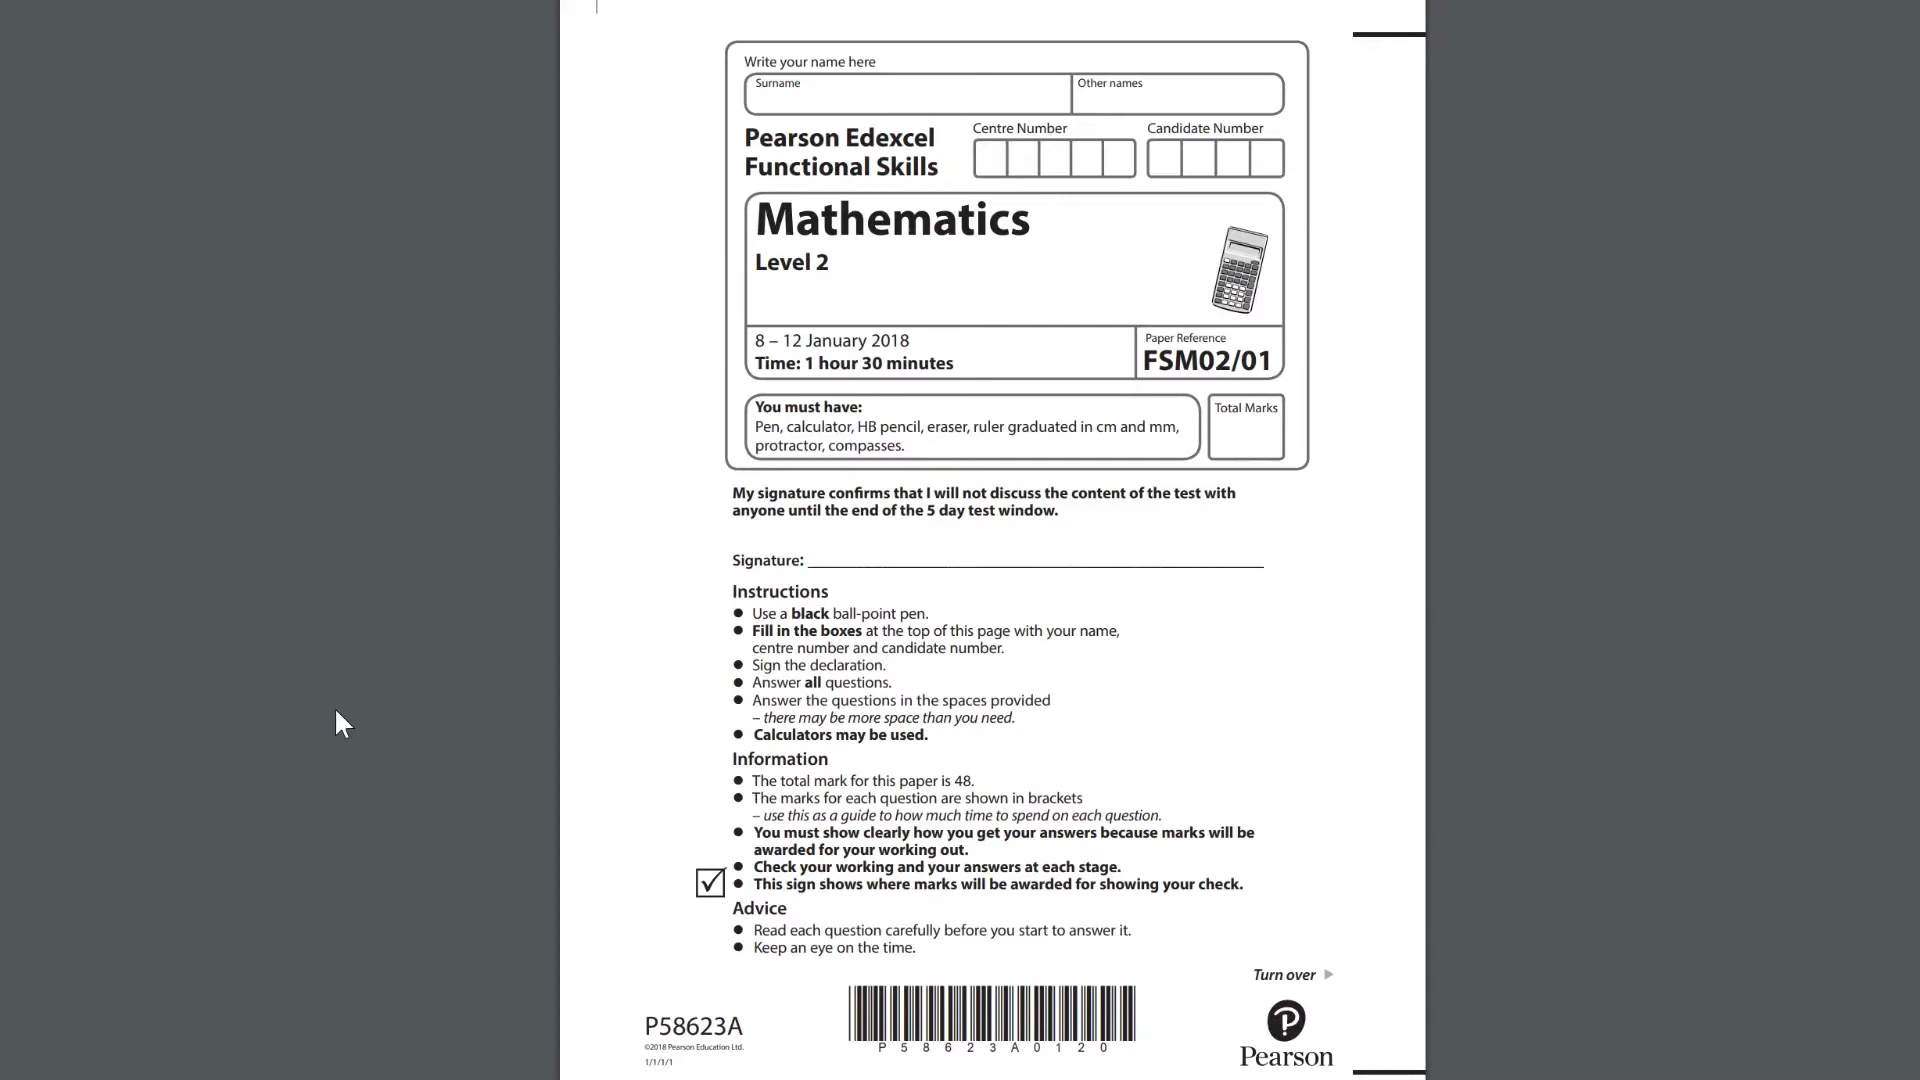 Write your name here
Surname
Other names
Pearson Edexcel
Functional Skills
Centre Number
Candidate Number
Mathematics
Level 2
8 – 12 January 2018
Time: 1 hour 30 minutes
Paper Reference
FSM02/01
You must have:
Pen, calculator, HB pencil, eraser, ruler graduated in cm and mm,
protractor, compasses.
Total Marks
My signature confirms that I will not discuss the content of the test with
anyone until the end of the 5 day test window.
Signature:
Instructions
● Use a black ball-point pen.
● Fill in the boxes at the top of this page with your name,
centre number and candidate number.
● Sign the declaration.
● Answer all questions.
● Answer the questions in the spaces provided
– there may be more space than you need.
● Calculators may be used.
Information
● The total mark for this paper is 48.
● The marks for each question are shown in brackets
– use this as a guide to how much time to spend on each question.
● You must show clearly how you get your answers because marks will be
awarded for your working out.
● Check your working and your answers at each stage.
● This sign shows where marks will be awarded for showing your check.
Advice
● Read each question carefully before you start to answer it.
● Keep an eye on the time.
Turn over
P58623A
©2018 Pearson Education Ltd.
1/1/1/1
P58623A0120
Pearson